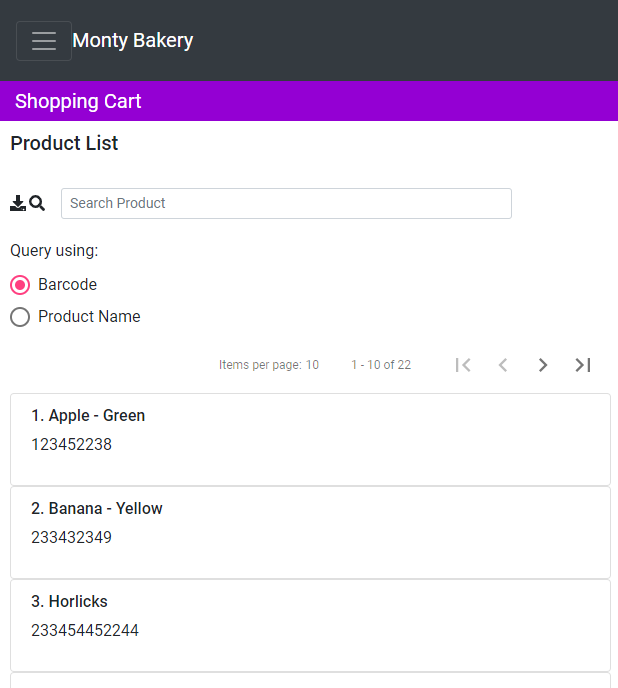 Monty Bakery
Shopping Cart
Product List
Search Product
Query using:
Barcode
Product Name
Items per page: 10 1 - 10 of 22
1. Apple - Green
123452238
2. Banana - Yellow
233432349
3. Horlicks
233454452244